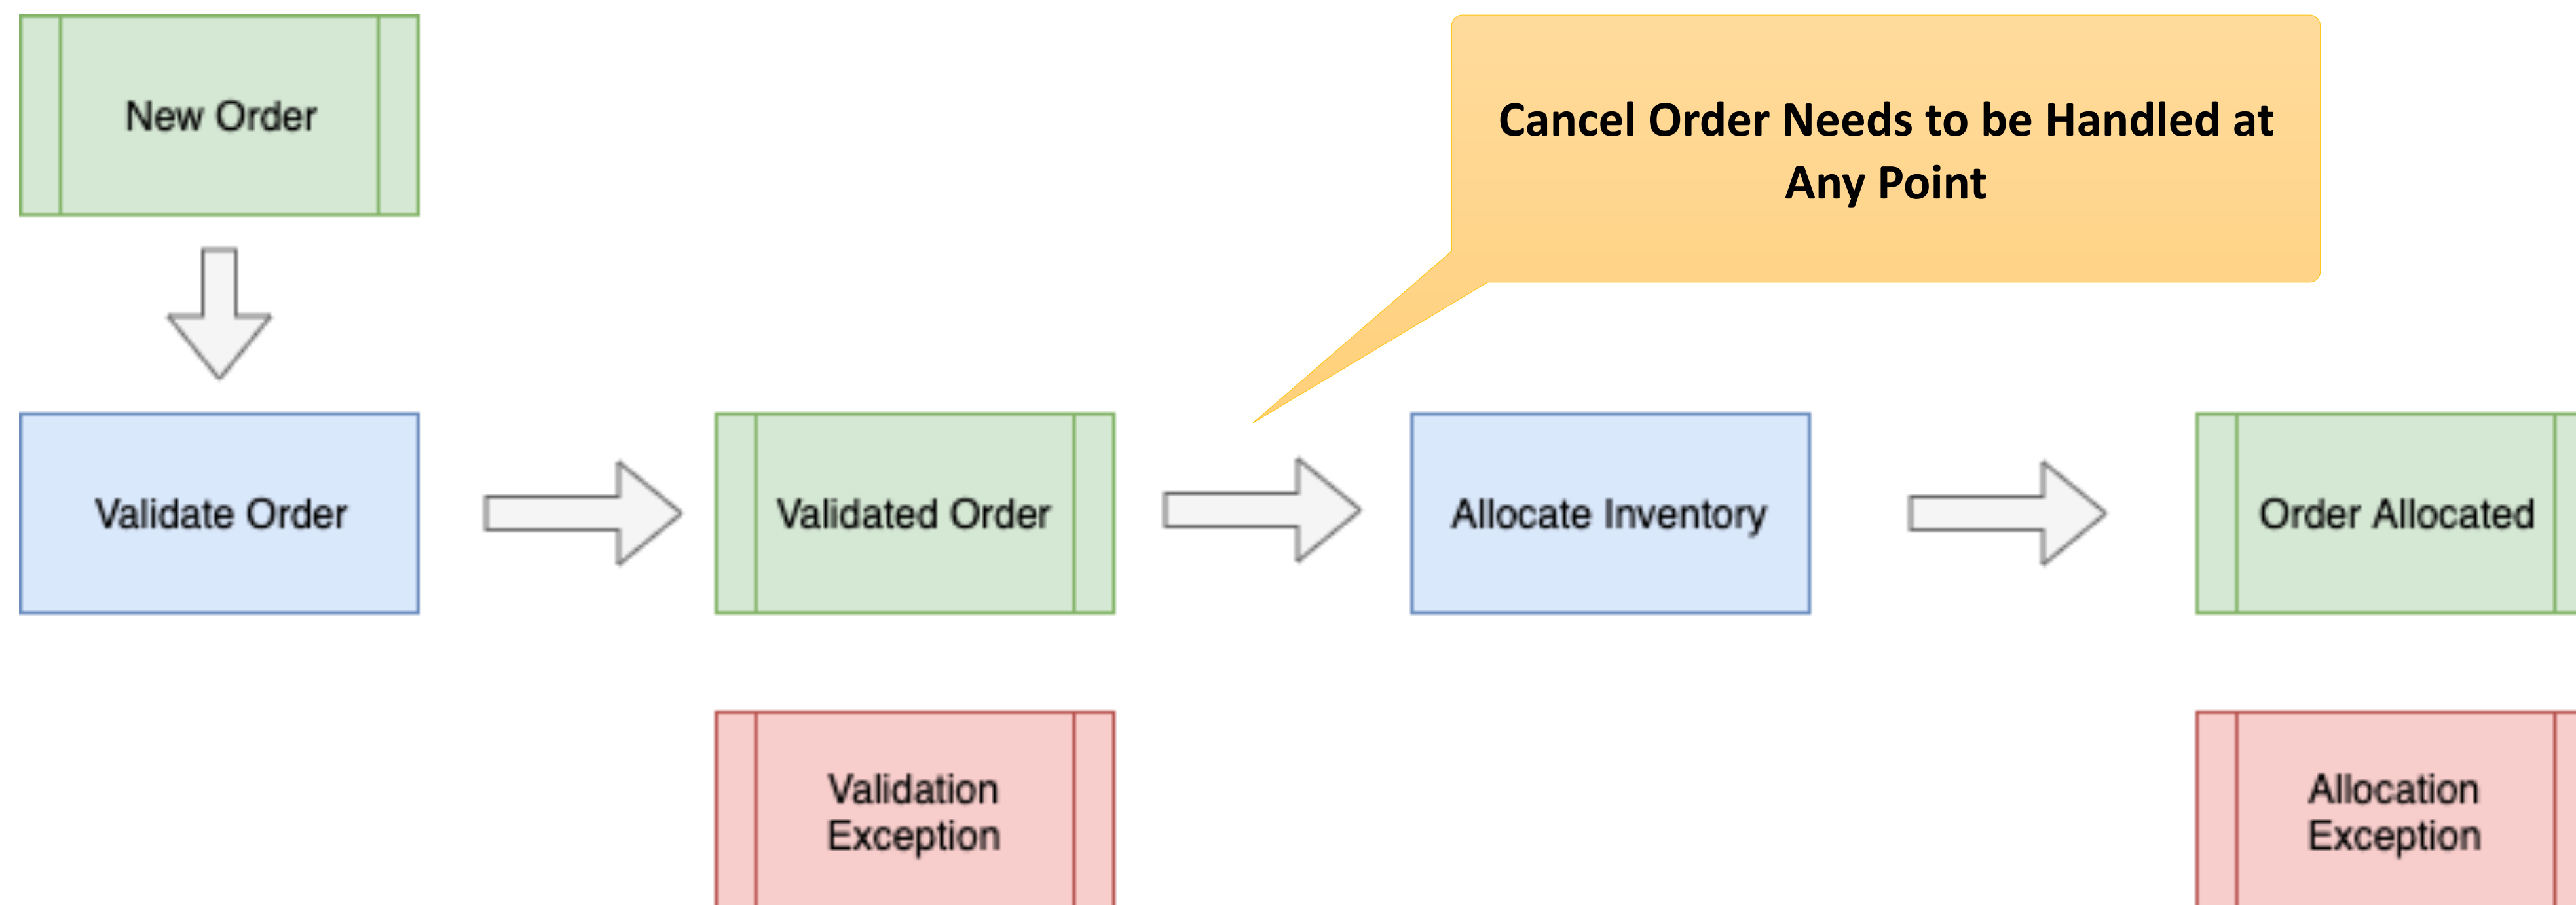 New Order
Cancel Order Needs to be Handled at
Any Point
Validate Order
Validated Order
Allocate Inventory
Order Allocated
Validation
Exception
Allocation
Exception